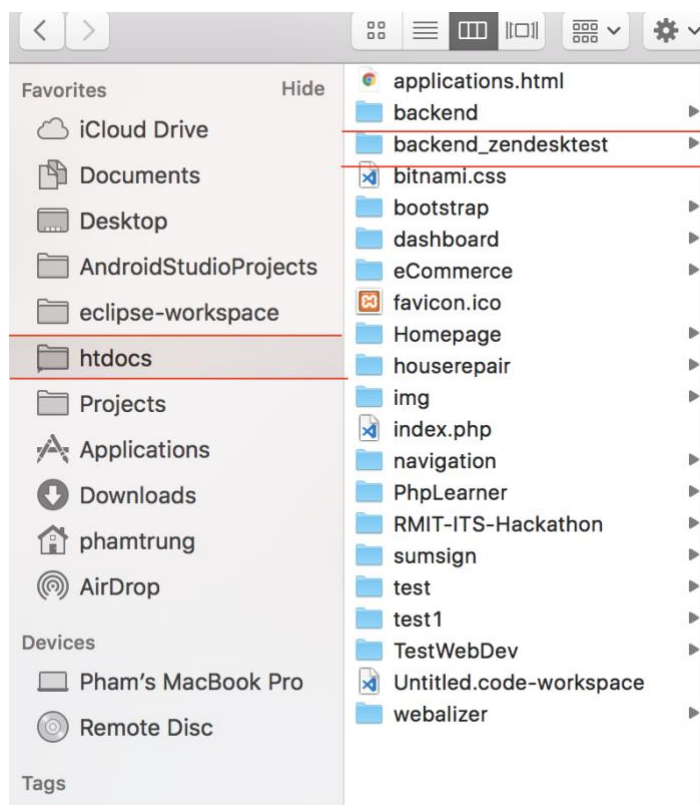 Favorites Hide
iCloud Drive
Documents
Desktop
AndroidStudioProjects
eclipse-workspace
htdocs
Projects
Applications
Downloads
phamtrung
AirDrop
Devices
Pham's MacBook Pro
Remote Disc
Tags
applications.html
backend
backend_zendesktest
bitnami.css
bootstrap
dashboard
eCommerce
favicon.ico
Homepage
houserepair
img
index.php
navigation
PhpLearner
RMIT-ITS-Hackathon
sumsign
test
test1
TestWebDev
Untitled.code-workspace
webalizer